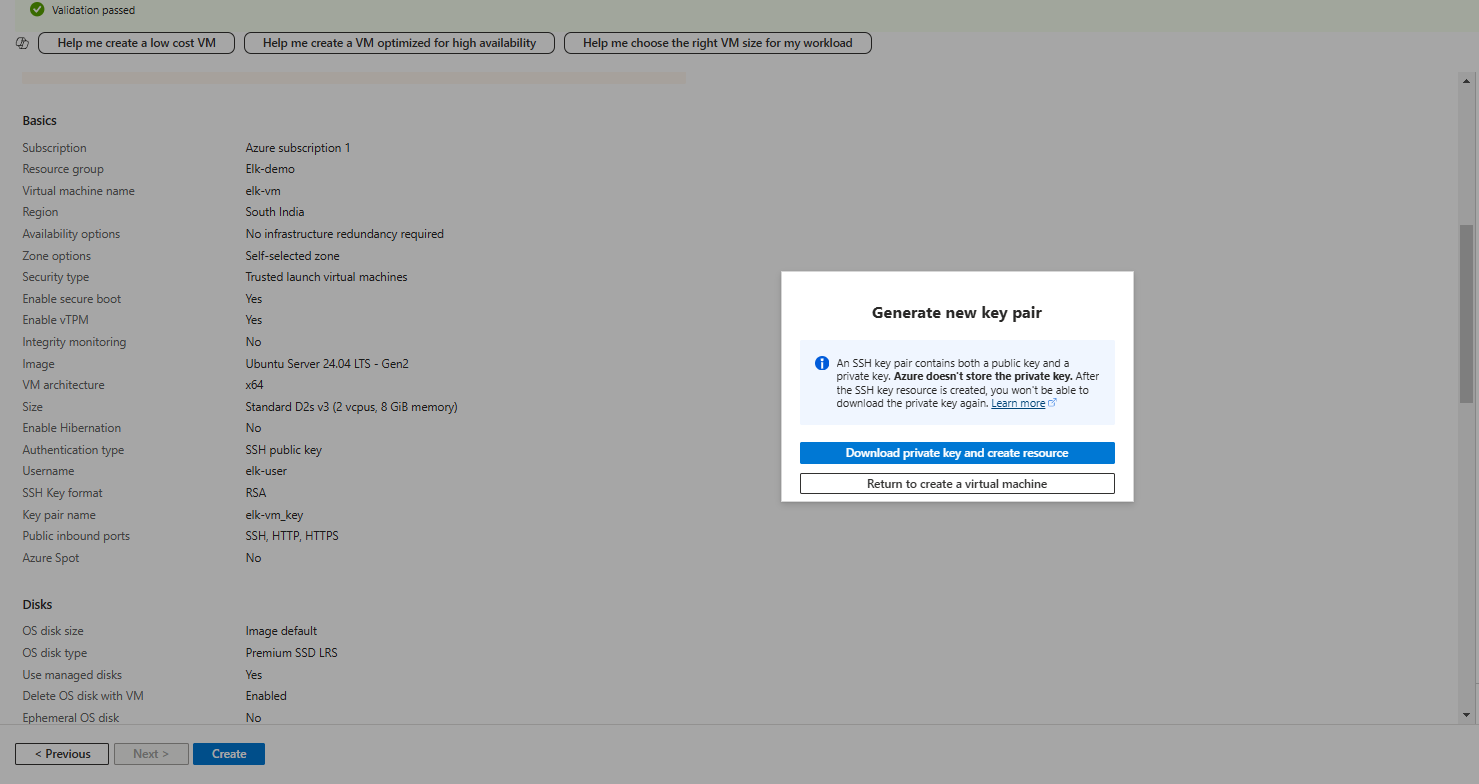 Validation passed
Help me create a low cost VM
Help me create a VM optimized for high availability
Help me choose the right VM size for my workload
Basics
Subscription Azure subscription 1
Resource group Elk-demo
Virtual machine name elk-vm
Region South India
Availability options No infrastructure redundancy required
Zone options Self-selected zone
Security type Trusted launch virtual machines
Enable secure boot Yes
Enable vTPM Yes
Integrity monitoring No
Image Ubuntu Server 24.04 LTS - Gen2
VM architecture x64
Size Standard D2s v3 (2 vcpus, 8 GiB memory)
Enable Hibernation No
Authentication type SSH public key
Username elk-user
SSH Key format RSA
Key pair name elk-vm_key
Public inbound ports SSH, HTTP, HTTPS
Azure Spot No
Disks
OS disk size Image default
OS disk type Premium SSD LRS
Use managed disks Yes
Delete OS disk with VM Enabled
Ephemeral OS disk No
Generate new key pair
An SSH key pair contains both a public key and a
private key. Azure doesn't store the private key. After
the SSH key resource is created, you won't be able to
download the private key again. Learn more
Download private key and create resource
Return to create a virtual machine
< Previous
Next >
Create